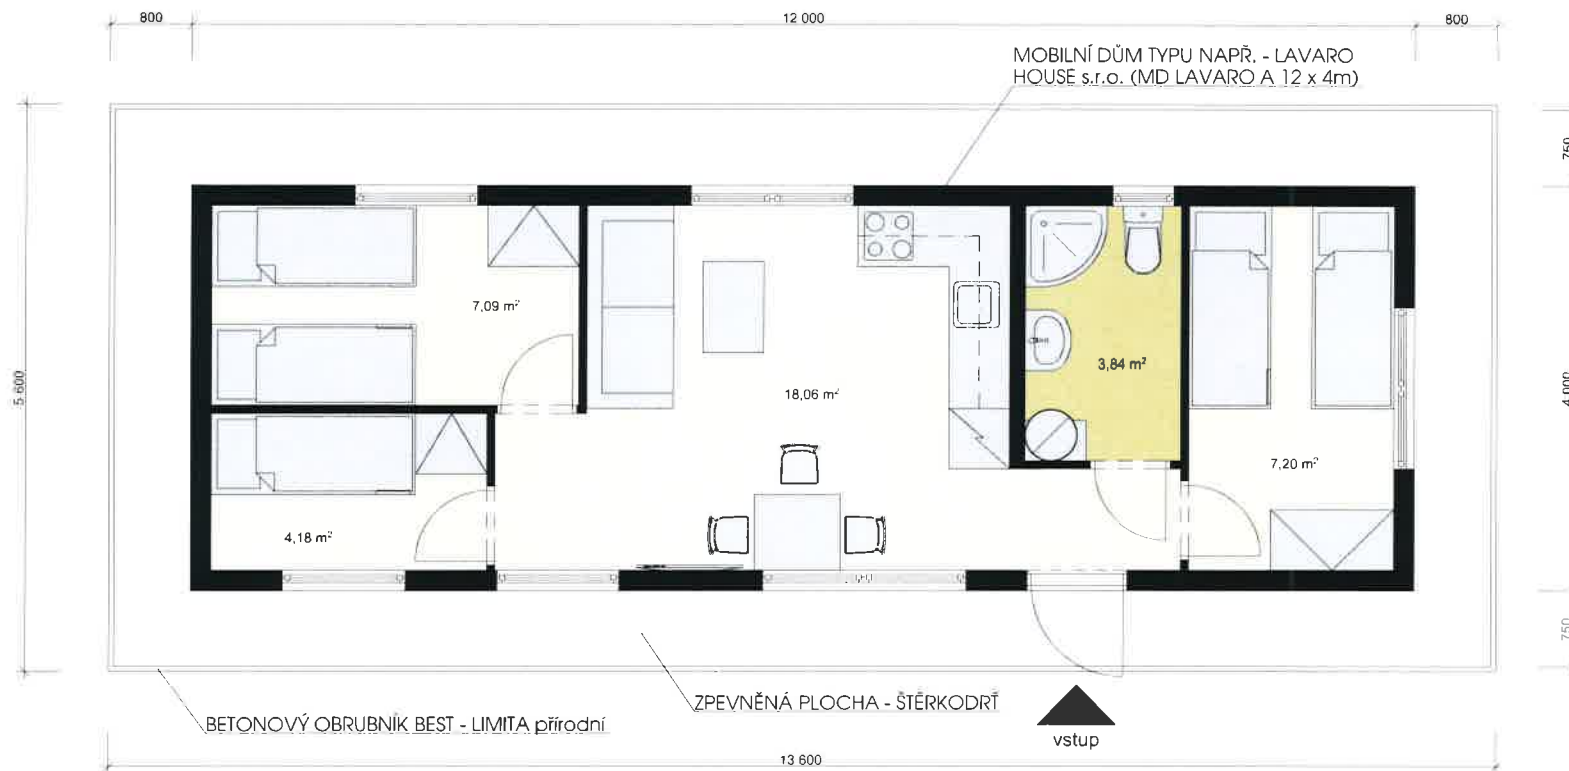 800
12 000
800
MOBILNÍ DŮM TYPU NAPŘ. - LAVARO
HOUSE s.r.o. (MD LAVARO A 12 x 4m)
750
7,09 m²
3,84 m²
5 600
4 000
18,06 m²
7,20 m²
4,18 m²
750
ZPEVNĚNÁ PLOCHA - ŠTĚRKODRŤ
BETONOVÝ OBRUBNÍK BEST - LIMITA přírodní
vstup
13 600